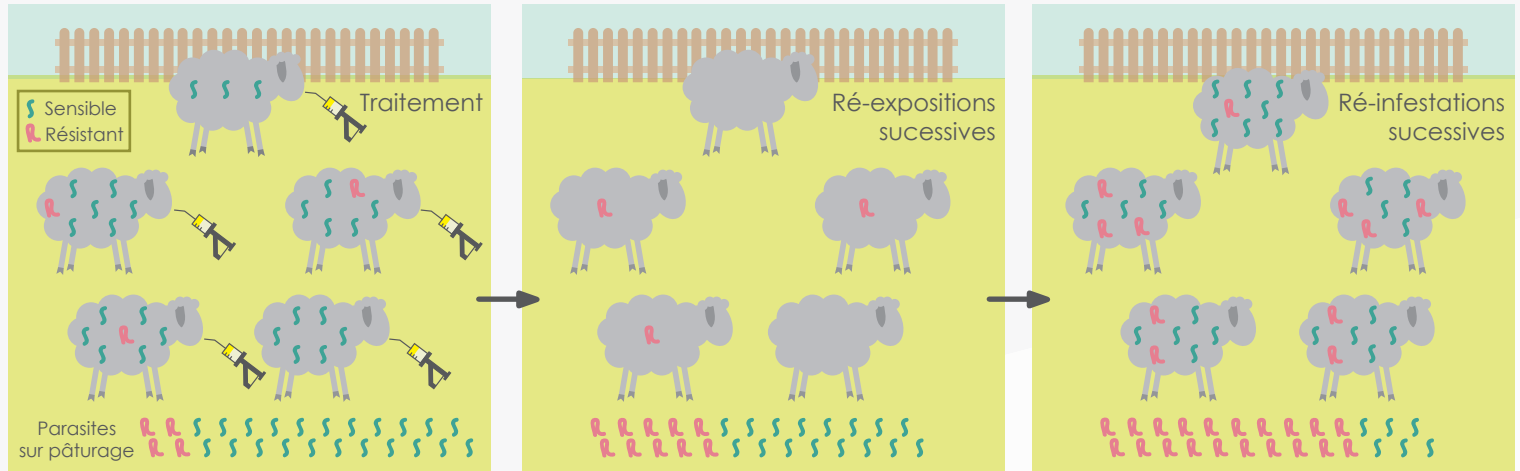 Sensible
Résistant
Traitement
Parasites
sur pâturage
Ré-expositions
sucessives
Ré-infestations
sucessives